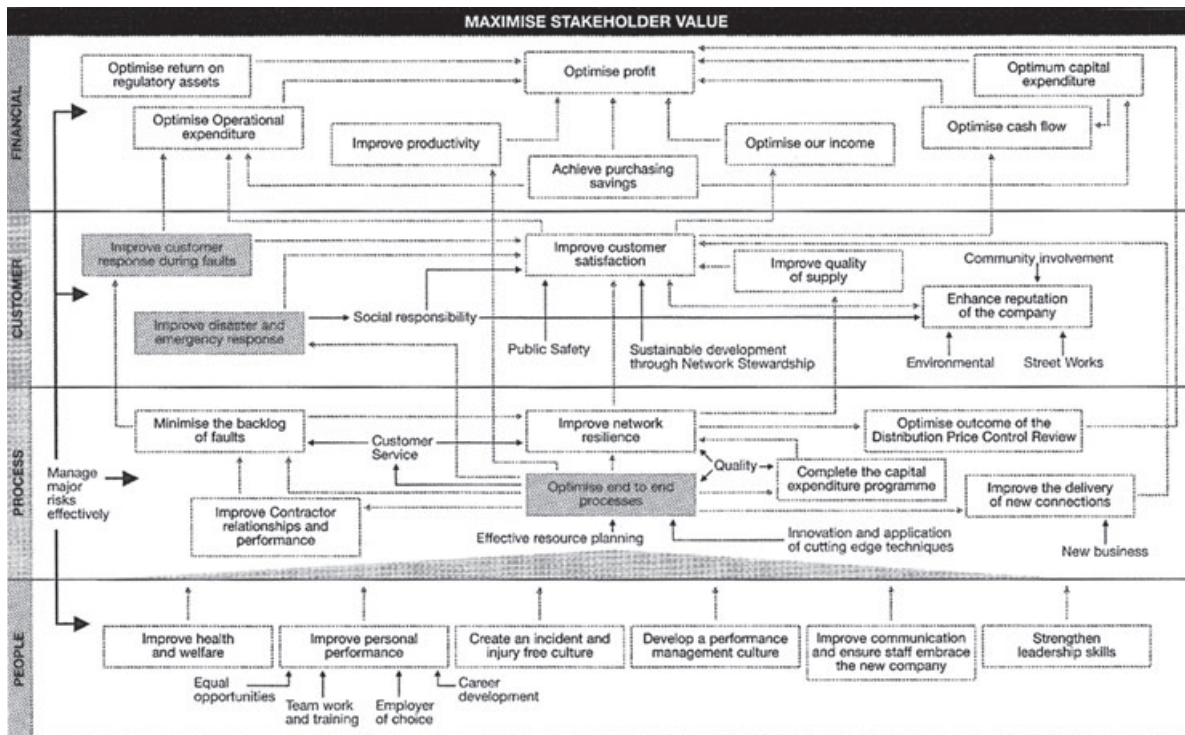 MAXIMISE STAKEHOLDER VALUE
FINANCIAL
Optimise return on
regulatory assets
Optimise profit
Optimum capital
expenditure
Optimise Operational
expenditure
Improve productivity
Optimise our income
Optimise cash flow
Achieve purchasing
savings
CUSTOMER
Improve customer
response during faults
Improve customer
satisfaction
Improve quality
of supply
Community involvement
Enhance reputation
of the company
Improve disaster and
emergency response
Social responsibility
Public Safety
Sustainable development
through Network Stewardship
Environmental
Street Works
PROCESS
Manage
major
risks
effectively
Minimise the backlog
of faults
Customer
Service
Improve network
resilience
Optimise outcome of the
Distribution Price Control Review
Quality
Complete the capital
expenditure programme
Optimise end to end
processes
Improve the delivery
of new connections
Improve Contractor
relationships and
performance
Effective resource planning
Innovation and application
of cutting edge techniques
New business
PEOPLE
Improve health
and welfare
Improve personal
performance
Create an incident and
injury free culture
Develop a performance
management culture
Improve communication
and ensure staff embrace
the new company
Strengthen
leadership skills
Equal
opportunities
Team work
and training
Employer
of choice
Career
development